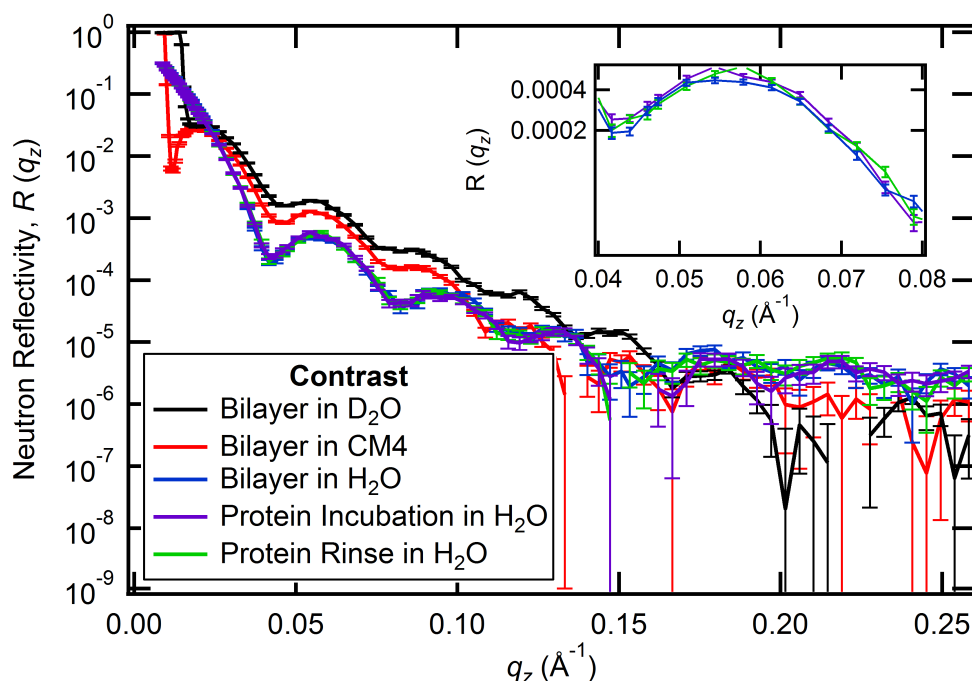 10⁰
10⁻¹
10⁻²
10⁻³
10⁻⁴
10⁻⁵
10⁻⁶
10⁻⁷
10⁻⁸
10⁻⁹
Neutron Reflectivity, R (q_z)
0.00 0.05 0.10 0.15 0.20 0.25
q_z (Å⁻¹)
0.0004
0.0002
R (q_z)
0.04 0.05 0.06 0.07 0.08
q_z (Å⁻¹)
Contrast
Bilayer in D₂O
Bilayer in CM4
Bilayer in H₂O
Protein Incubation in H₂O
Protein Rinse in H₂O